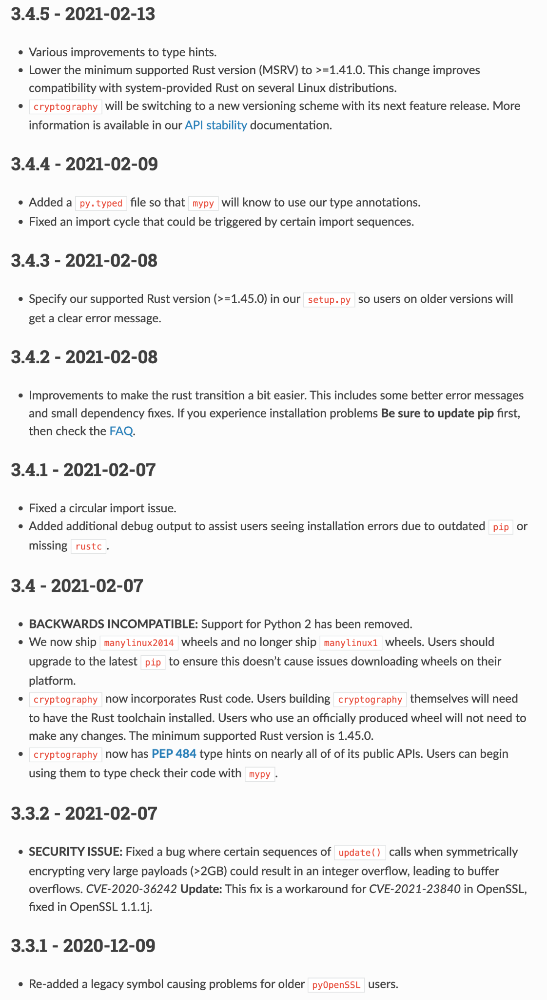 3.4.5 - 2021-02-13
• Various improvements to type hints.
• Lower the minimum supported Rust version (MSRV) to >=1.41.0. This change improves
compatibility with system-provided Rust on several Linux distributions.
• cryptography will be switching to a new versioning scheme with its next feature release. More
information is available in our API stability documentation.
3.4.4 - 2021-02-09
• Added a py.typed file so that mypy will know to use our type annotations.
• Fixed an import cycle that could be triggered by certain import sequences.
3.4.3 - 2021-02-08
• Specify our supported Rust version (>=1.45.0) in our setup.py so users on older versions will
get a clear error message.
3.4.2 - 2021-02-08
• Improvements to make the rust transition a bit easier. This includes some better error messages
and small dependency fixes. If you experience installation problems Be sure to update pip first,
then check the FAQ.
3.4.1 - 2021-02-07
• Fixed a circular import issue.
• Added additional debug output to assist users seeing installation errors due to outdated pip or
missing rustc.
3.4 - 2021-02-07
• BACKWARDS INCOMPATIBLE: Support for Python 2 has been removed.
• We now ship manylinux2014 wheels and no longer ship manylinux1 wheels. Users should
upgrade to the latest pip to ensure this doesn’t cause issues downloading wheels on their
platform.
• cryptography now incorporates Rust code. Users building cryptography themselves will need
to have the Rust toolchain installed. Users who use an officially produced wheel will not need to
make any changes. The minimum supported Rust version is 1.45.0.
• cryptography now has PEP 484 type hints on nearly all of of its public APIs. Users can begin
using them to type check their code with mypy.
3.3.2 - 2021-02-07
• SECURITY ISSUE: Fixed a bug where certain sequences of update() calls when symmetrically
encrypting very large payloads (>2GB) could result in an integer overflow, leading to buffer
overflows. CVE-2020-36242 Update: This fix is a workaround for CVE-2021-23840 in OpenSSL,
fixed in OpenSSL 1.1.1j.
3.3.1 - 2020-12-09
• Re-added a legacy symbol causing problems for older pyOpenSSL users.